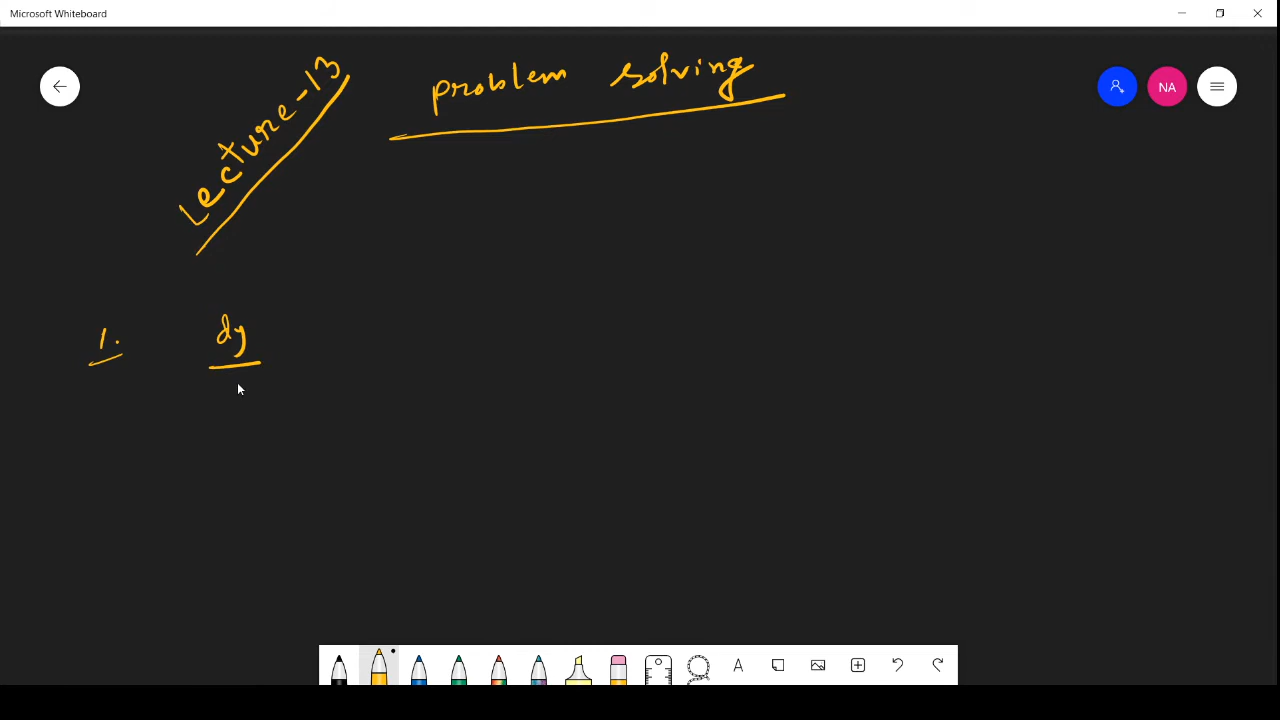 Microsoft Whiteboard
Lecture-13
problem solving
NA
1. dy
A